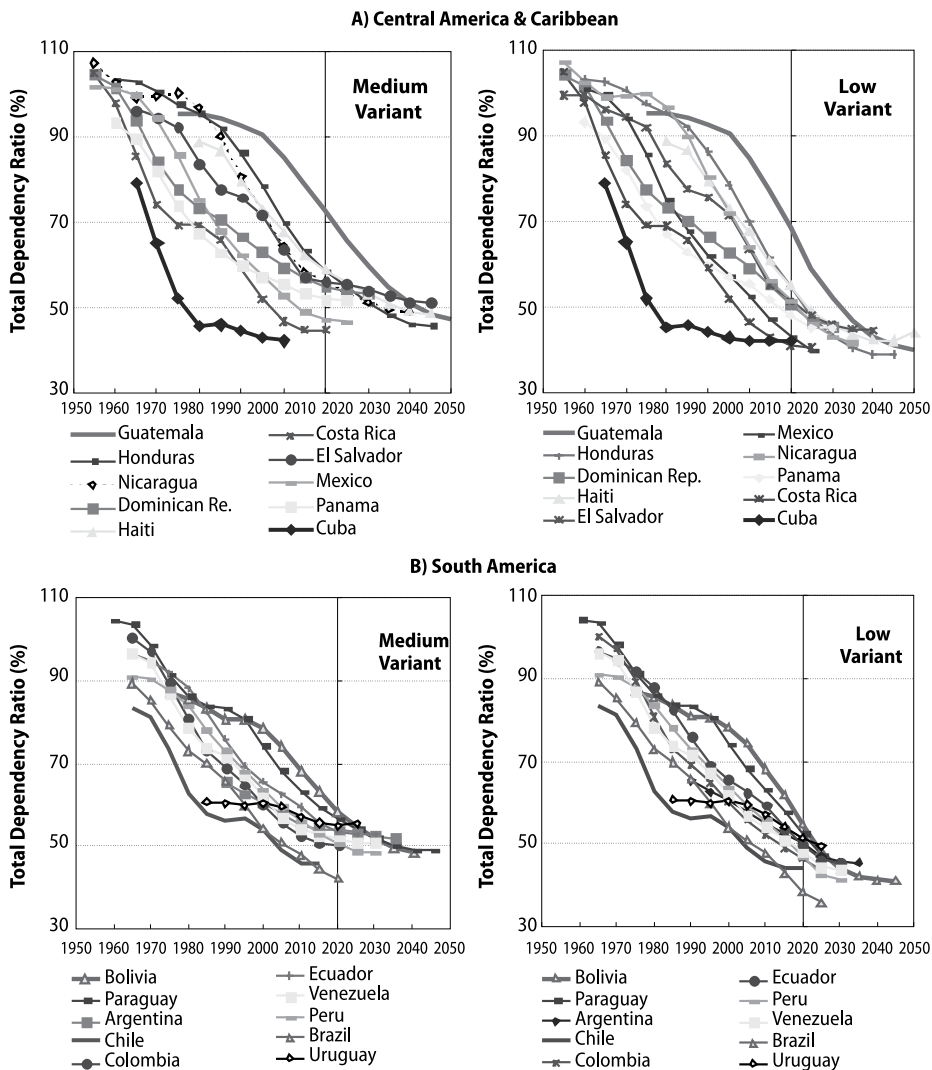 A) Central America & Caribbean
Total Dependency Ratio (%)
110
90
70
50
30
Medium
Variant
1950 1960 1970 1980 1990 2000 2010 2020 2030 2040 2050
Guatemala
Honduras
Nicaragua
Dominican Re.
Haiti
Costa Rica
El Salvador
Mexico
Panama
Cuba
Total Dependency Ratio (%)
110
90
70
50
30
Low
Variant
1950 1960 1970 1980 1990 2000 2010 2020 2030 2040 2050
Guatemala
Honduras
Dominican Rep.
Haiti
El Salvador
Mexico
Nicaragua
Panama
Costa Rica
Cuba
B) South America
Total Dependency Ratio (%)
110
90
70
50
30
Medium
Variant
1950 1960 1970 1980 1990 2000 2010 2020 2030 2040 2050
Bolivia
Paraguay
Argentina
Chile
Colombia
Ecuador
Venezuela
Peru
Brazil
Uruguay
Total Dependency Ratio (%)
110
90
70
50
30
Low
Variant
1950 1960 1970 1980 1990 2000 2010 2020 2030 2040 2050
Bolivia
Paraguay
Argentina
Chile
Colombia
Ecuador
Peru
Venezuela
Brazil
Uruguay